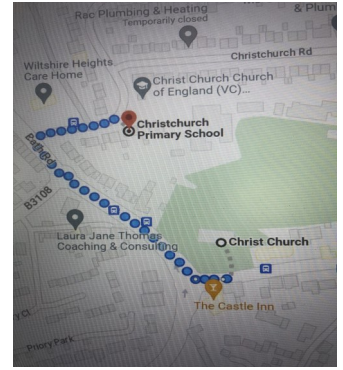 Rac Plumbing & Heating
Temporarily closed
& Plum
Christchurch Rd
Wiltshire Heights
Care Home
Christ Church Church
of England (VC)...
Christchurch
Primary School
B3108
Laura Jane Thomas
Coaching & Consulting
Christ Church
The Castle Inn
Priory Park